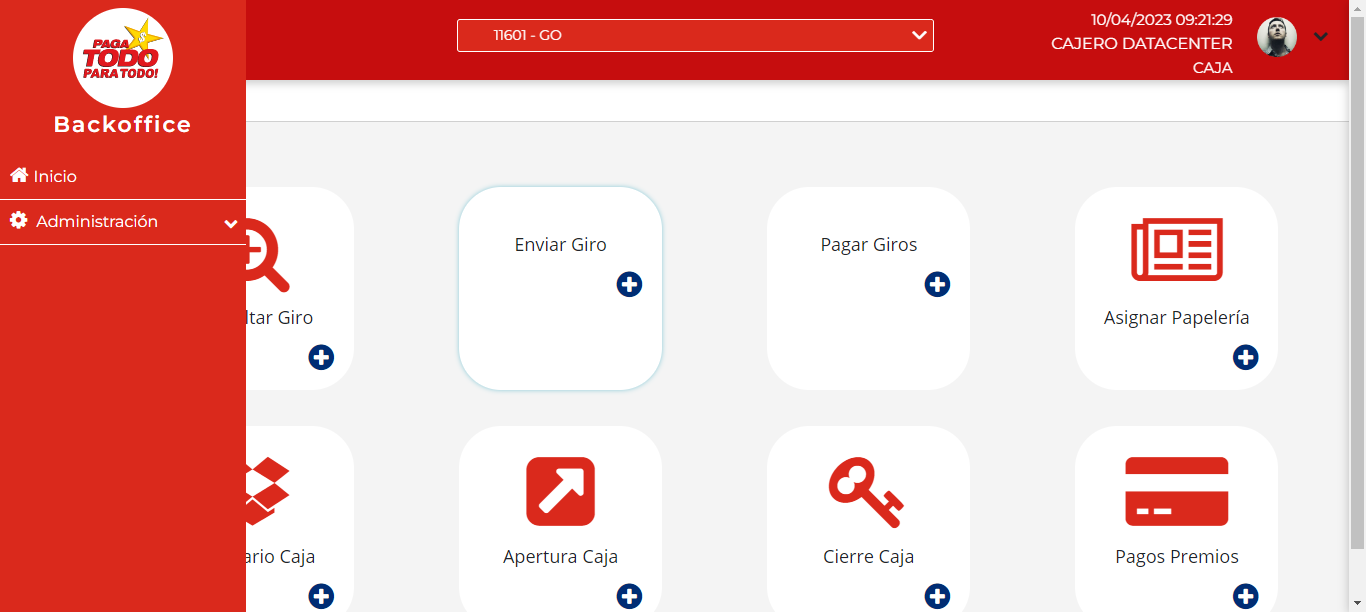 PAGA
TODO
PARA TODO!
Backoffice
Inicio
Administración
11601 - GO
10/04/2023 09:21:29
CAJERO DATACENTER
CAJA
ltar Giro
Enviar Giro
Pagar Giros
Asignar Papelería
ario Caja
Apertura Caja
Cierre Caja
Pagos Premios